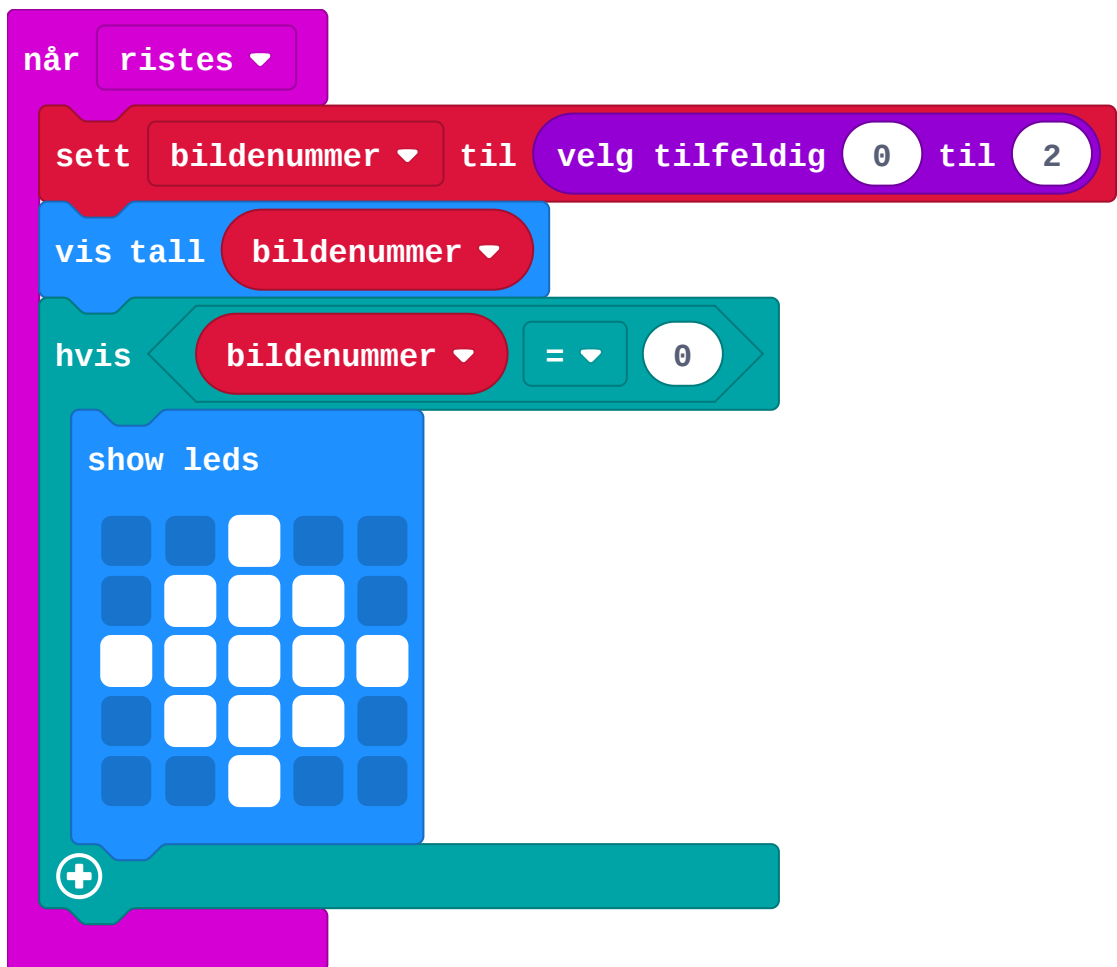 når ristes
sett bildenummer til velg tilfeldig 0 til 2
vis tall bildenummer
hvis bildenummer = 0
show leds